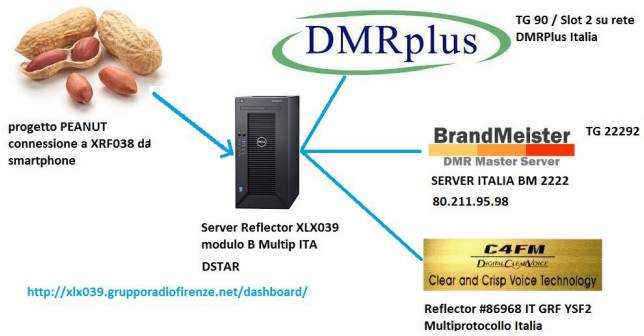 DMRplus
TG 90 / Slot 2 su rete
DMRPlus Italia
progetto PEANUT
connessione a XRF038 da
smartphone
DELL
BrandMeister
DMR Master Server
TG 22292
SERVER ITALIA BM 2222
80.211.95.98
Server Reflector XLX039
modulo B Multip ITA
DSTAR
C4FM
DIGITAL CLEAR VOICE
Clear and Crisp Voice Technology
http://xlx039.grupporadiofirenze.net/dashboard/
Reflector #86968 IT GRF YSF2
Multiprotocollo Italia